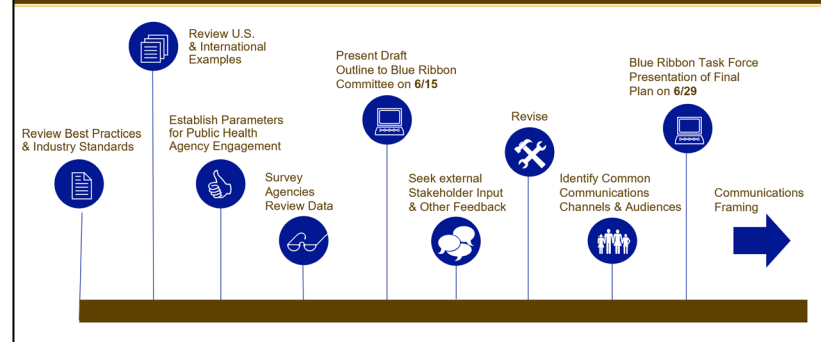 Review Best Practices
& Industry Standards
Review U.S.
& International
Examples
Establish Parameters
for Public Health
Agency Engagement
Survey
Agencies
Review Data
Present Draft
Outline to Blue Ribbon
Committee on 6/15
Seek external
Stakeholder Input
& Other Feedback
Revise
Identify Common
Communications
Channels & Audiences
Blue Ribbon Task Force
Presentation of Final
Plan on 6/29
Communications
Framing